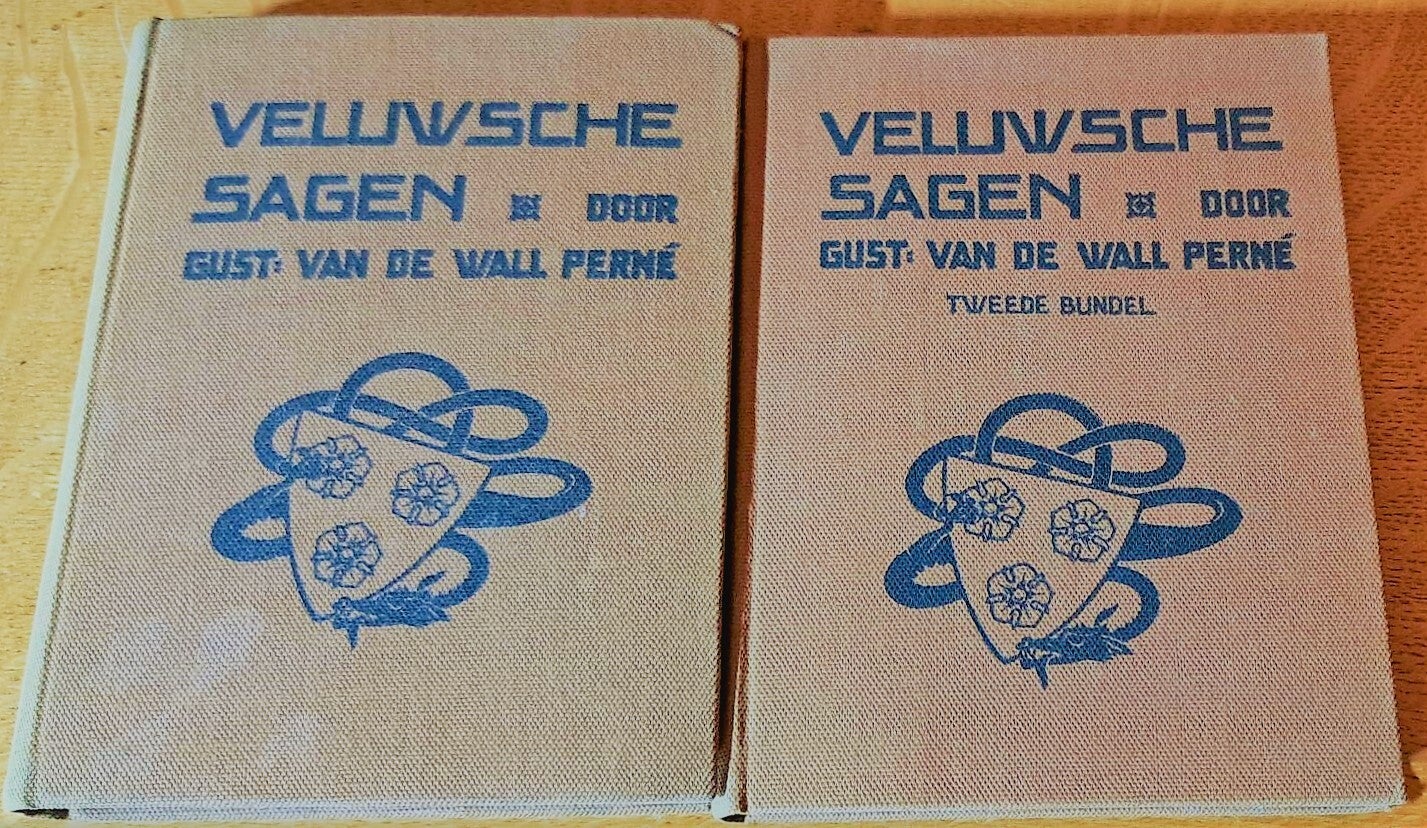 VELUWSCHE
SAGEN DOOR
GUST: VAN DE WALL PERNÉ
VELUWSCHE
SAGEN DOOR
GUST: VAN DE WALL PERNÉ
TWEEDE BUNDEL